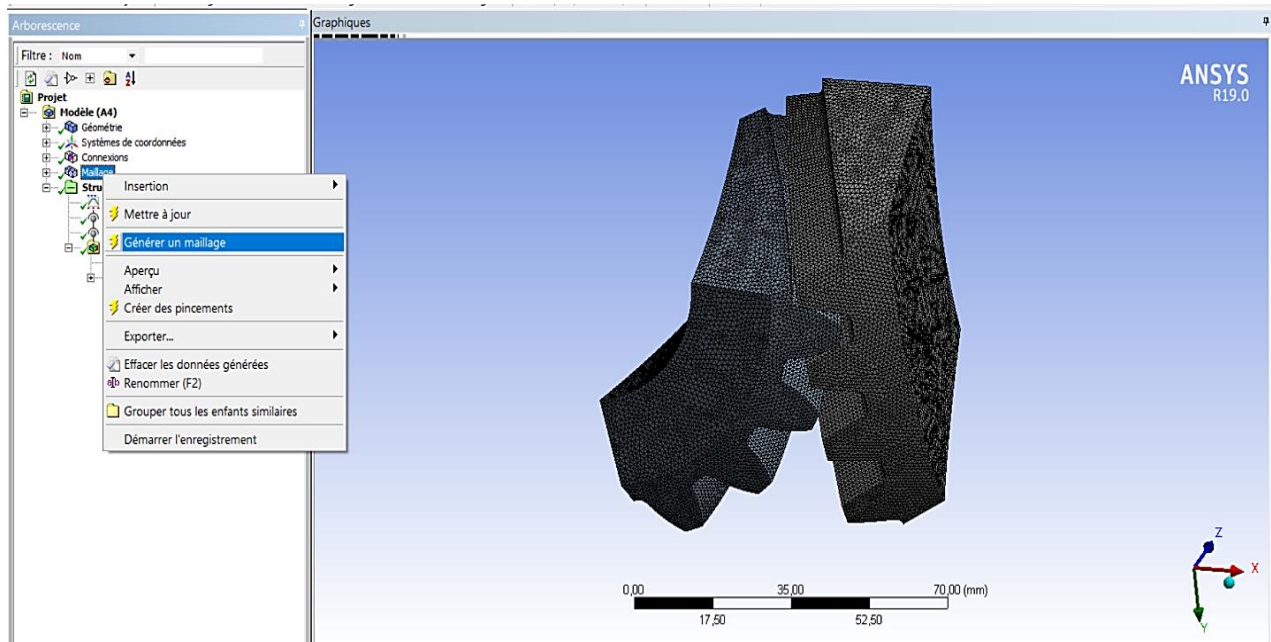 Arborescence
Filtre : Nom
Projet
Modèle (A4)
Géométrie
Systèmes de coordonnées
Connexions
Maillage
Stru
Insertion
Mettre à jour
Générer un maillage
Aperçu
Afficher
Créer des pincements
Exporter...
Effacer les données générées
Renommer (F2)
Grouper tous les enfants similaires
Démarrer l'enregistrement
Graphiques
ANSYS
R19.0
0,00 35,00 70,00 (mm)
17,50 52,50
Z
X
Y